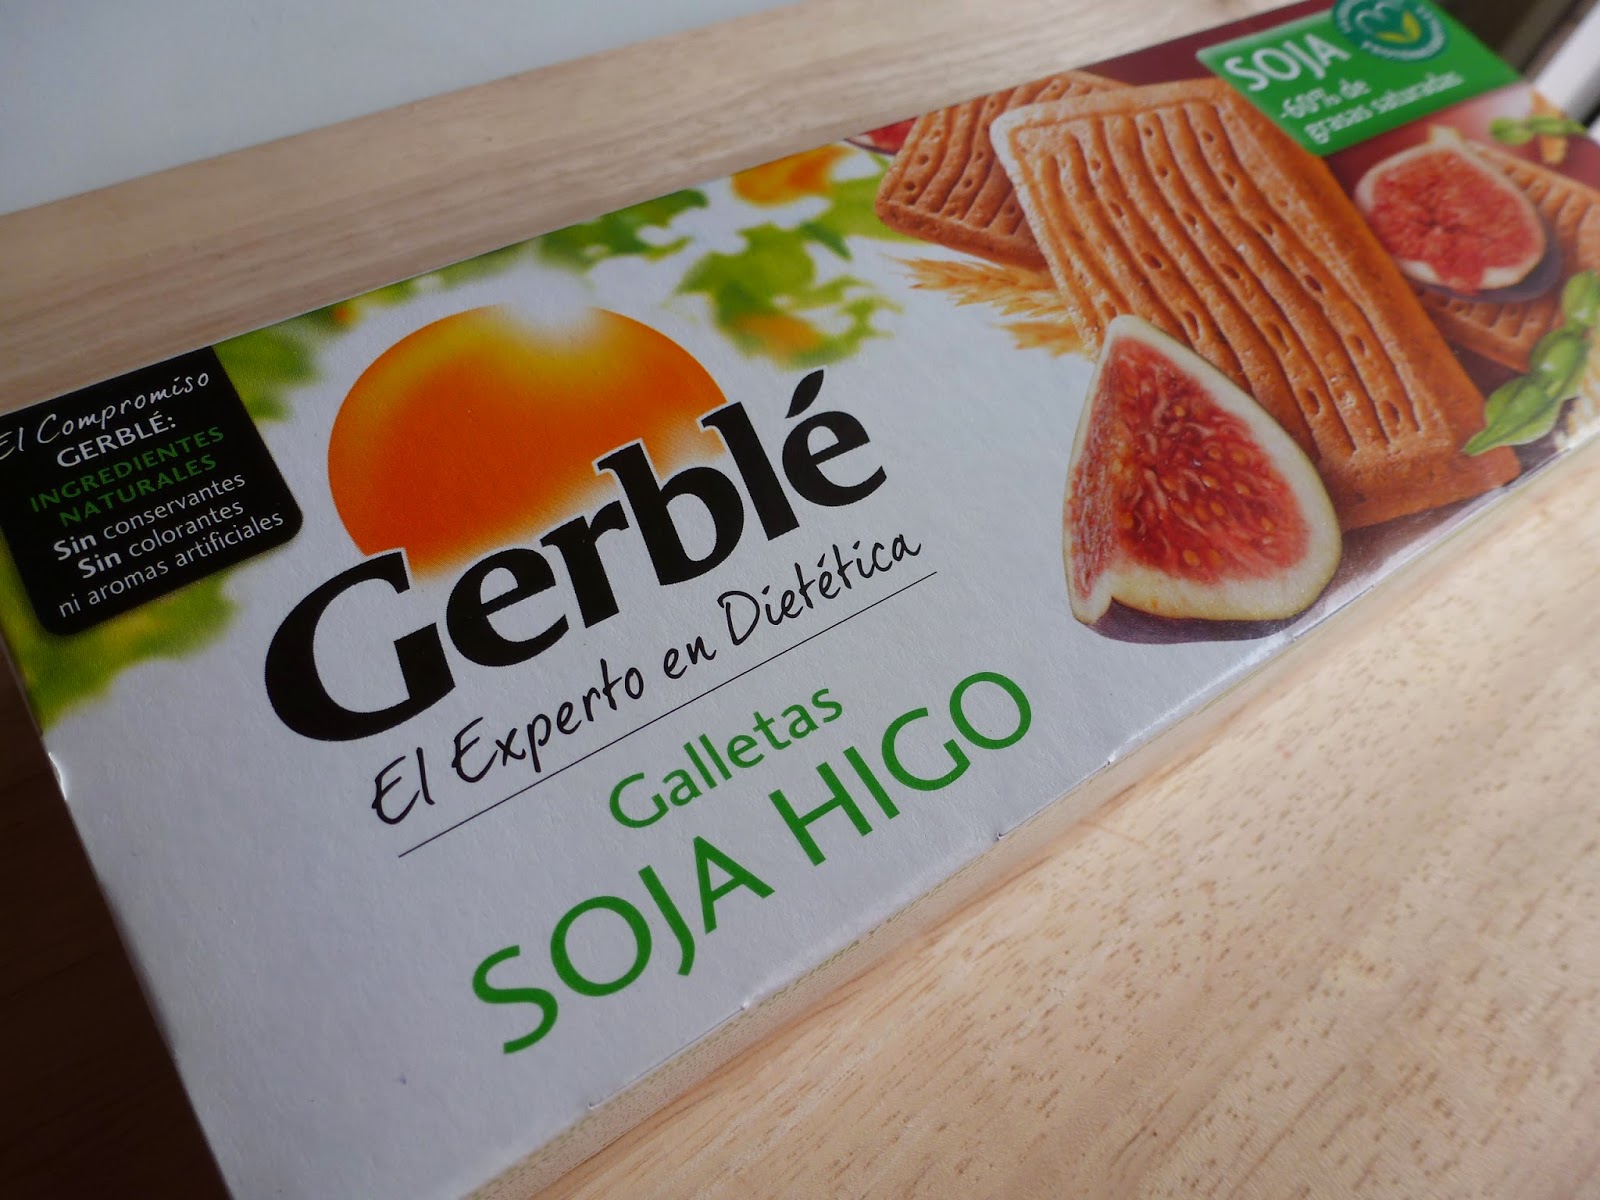 El Compromiso
GERBLÉ:
INGREDIENTES
NATURALES
Sin conservantes
Sin colorantes
ni aromas artificiales
Gerblé
El Experto en Dietética
Galletas
SOJA HIGO
SOJA
-60% de
grasas saturadas